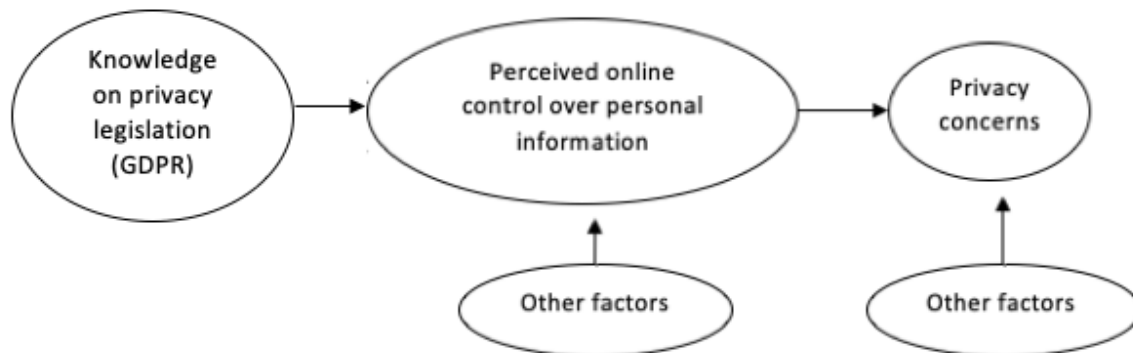 Knowledge
on privacy
legislation
(GDPR)
Perceived online
control over personal
information
Privacy
concerns
Other factors
Other factors